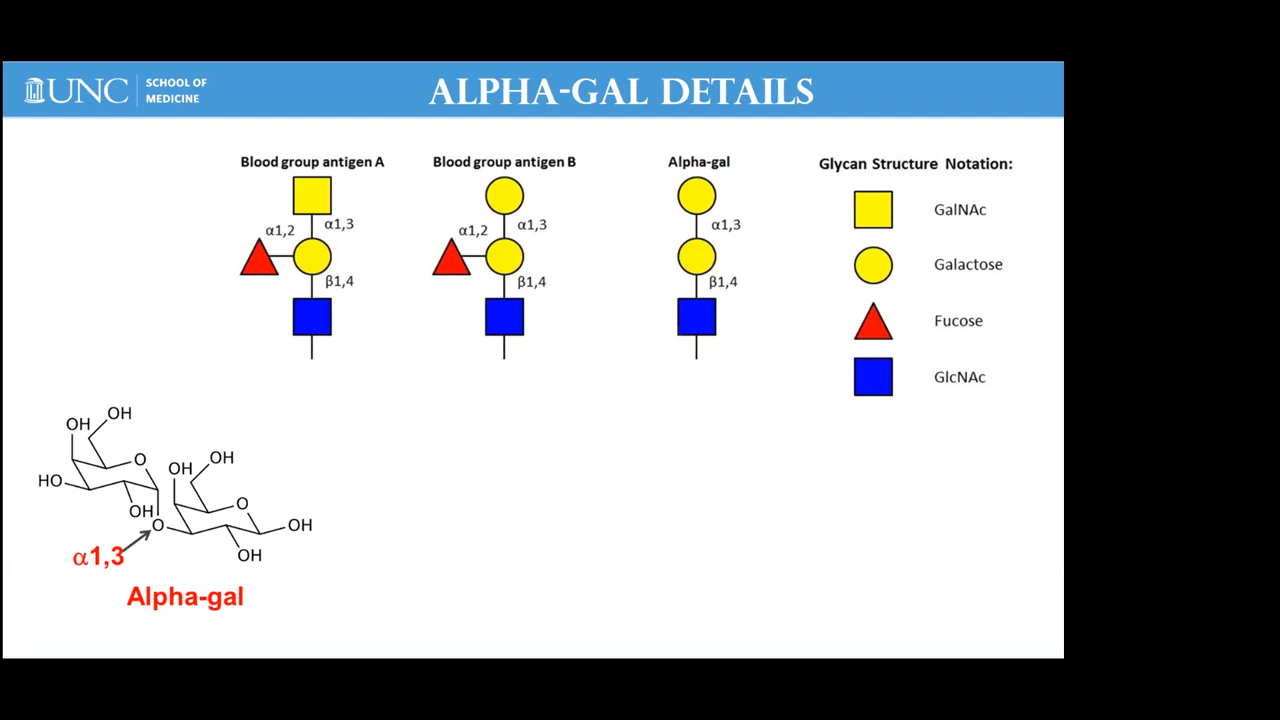 UNC
SCHOOL OF
MEDICINE
ALPHA-GAL DETAILS
Blood group antigen A
α1,3
α1,2
β1,4
Blood group antigen B
α1,3
α1,2
β1,4
Alpha-gal
α1,3
β1,4
Glycan Structure Notation:
GalNAc
Galactose
Fucose
GlcNAc
OH
OH
O
HO
OH
O
OH
OH
O
OH
OH
α1,3
Alpha-gal